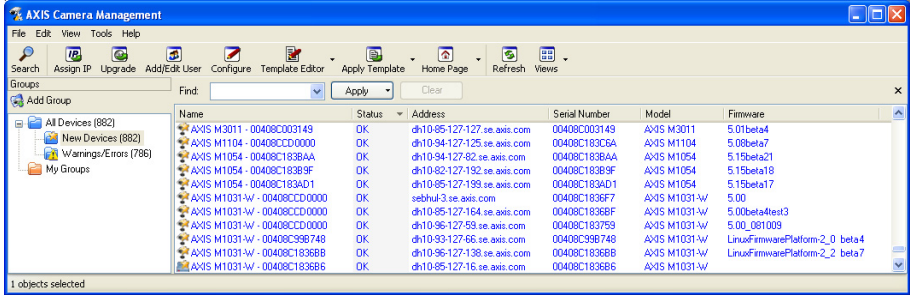 AXIS Camera Management
File Edit View Tools Help
Search Assign IP Upgrade Add/Edit User Configure Template Editor Apply Template Home Page Refresh Views
Groups
Add Group
All Devices (882)
New Devices (882)
Warnings/Errors (786)
My Groups
Find: Apply Clear
Name Status Address Serial Number Model Firmware
AXIS M3011 - 00408C003149 OK dh10-85-127-127.se.axis.com 00408C003149 AXIS M3011 5.01beta4
AXIS M1104 - 00408CCD0000 OK dh10-94-127-125.se.axis.com 00408C183C6A AXIS M1104 5.08beta7
AXIS M1054 - 00408C183BAA OK dh10-94-127-82.se.axis.com 00408C183BAA AXIS M1054 5.15beta21
AXIS M1054 - 00408C183B9F OK dh10-82-127-192.se.axis.com 00408C183B9F AXIS M1054 5.15beta18
AXIS M1054 - 00408C183AD1 OK dh10-85-127-199.se.axis.com 00408C183AD1 AXIS M1054 5.15beta17
AXIS M1031-W - 00408CCD0000 OK sebhul-3.se.axis.com 00408C1836F7 AXIS M1031-W 5.00
AXIS M1031-W - 00408CCD0000 OK dh10-85-127-164.se.axis.com 00408C1836BF AXIS M1031-W 5.00beta4test3
AXIS M1031-W - 00408CCD0000 OK dh10-96-127-59.se.axis.com 00408C183759 AXIS M1031-W 5.00_081009
AXIS M1031-W - 00408C99B748 OK dh10-93-127-66.se.axis.com 00408C99B748 AXIS M1031-W LinuxFirmwarePlatform-2_0 beta4
AXIS M1031-W - 00408C1836BB OK dh10-96-127-138.se.axis.com 00408C1836BB AXIS M1031-W LinuxFirmwarePlatform-2_2 beta7
AXIS M1031-W - 00408C1836B6 OK dh10-85-127-16.se.axis.com 00408C1836B6 AXIS M1031-W
1 objects selected